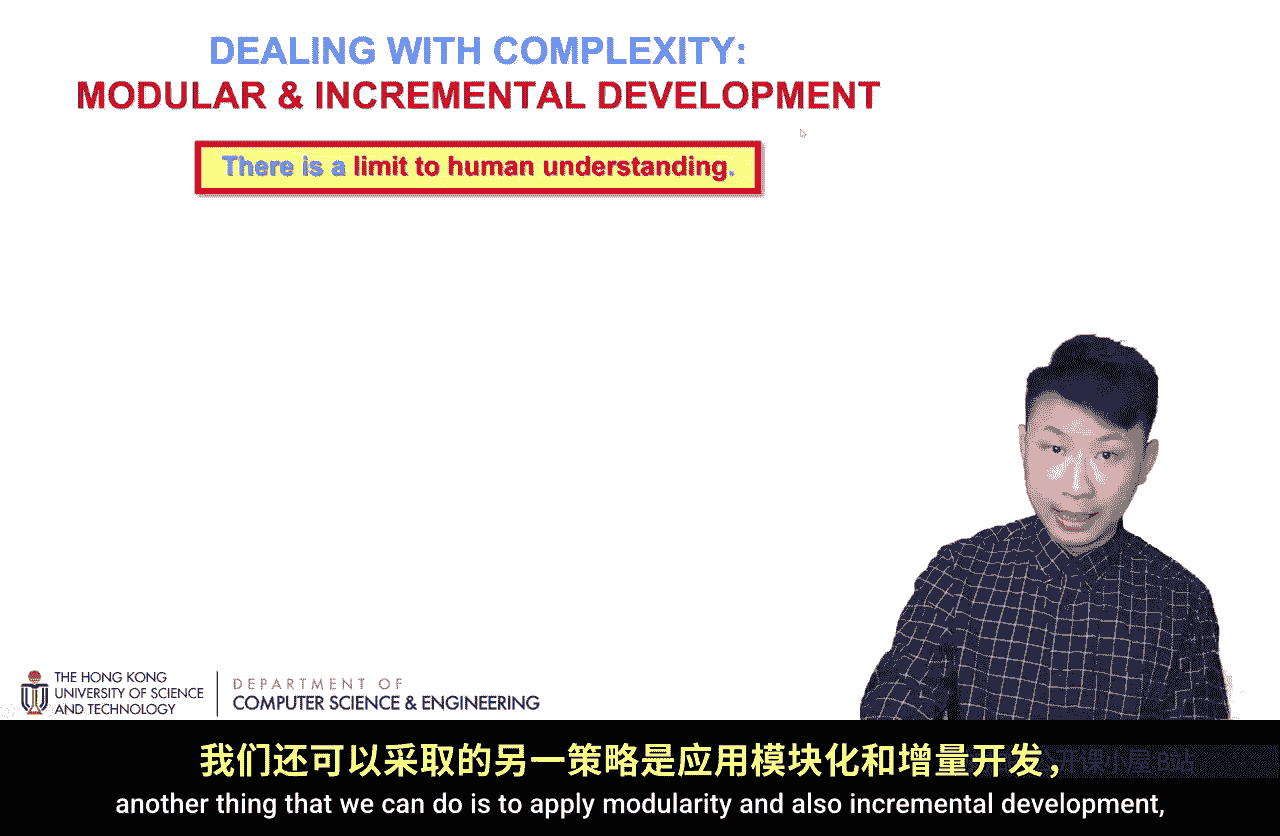 DEALING WITH COMPLEXITY:
MODULAR & INCREMENTAL DEVELOPMENT
There is a limit to human understanding.
THE HONG KONG
UNIVERSITY OF SCIENCE
AND TECHNOLOGY
DEPARTMENT OF
COMPUTER SCIENCE & ENGINEERING
我们还可以采取的另一策略是应用模块化和增量开发，
开课小屋B站
another thing that we can do is to apply modularity and also incremental development,